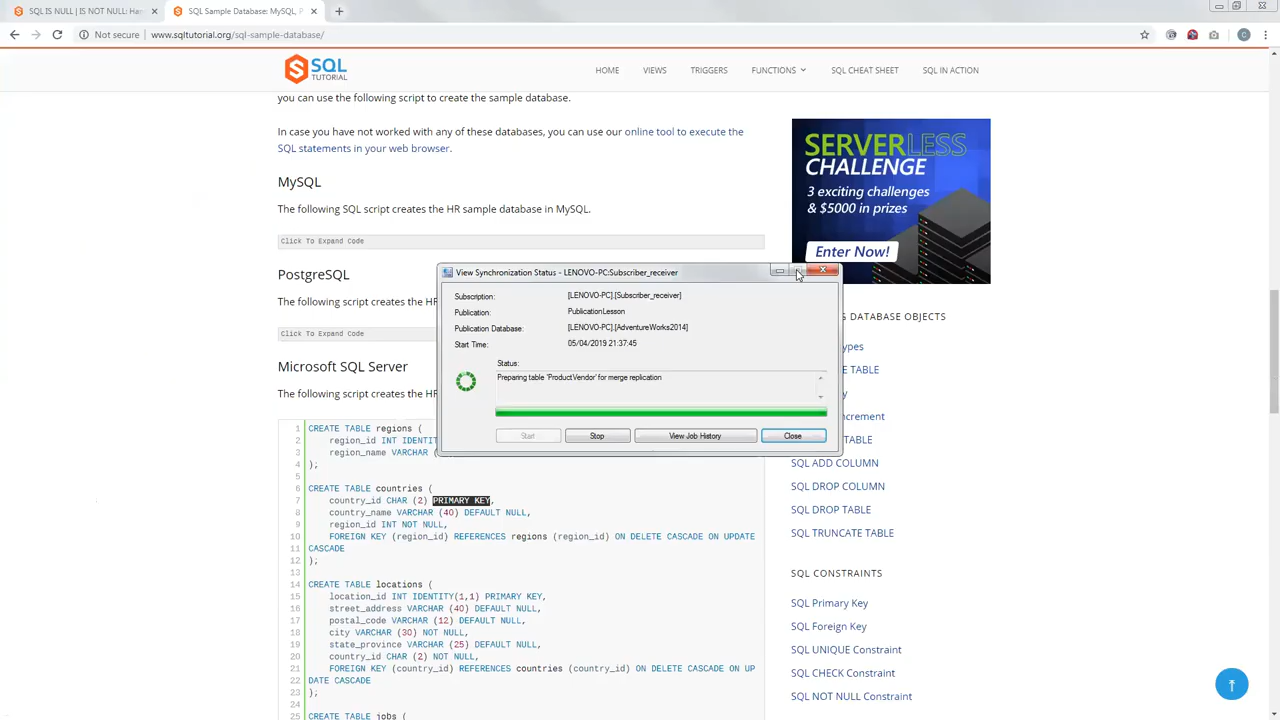 SQL IS NULL | IS NOT NULL: Ha
SQL Sample Database: MySQL, P
Not secure | www.sqltutorial.org/sql-sample-database/
C
SQL
TUTORIAL
HOME
VIEWS
TRIGGERS
FUNCTIONS
SQL CHEAT SHEET
SQL IN ACTION
you can use the following script to create the sample database.
In case you have not worked with any of these databases, you can use our online tool to execute the
SQL statements in your web browser.
MySQL
The following SQL script creates the HR sample database in MySQL.
Click To Expand Code
PostgreSQL
The following script creates the HR
Click To Expand Code
Microsoft SQL Server
The following script creates the HR
1 CREATE TABLE regions (
2 region_id INT IDENTIT
3 region_name VARCHAR (
4 );
5
6 CREATE TABLE countries (
7 country_id CHAR (2) PRIMARY KEY,
8 country_name VARCHAR (40) DEFAULT NULL,
9 region_id INT NOT NULL,
10 FOREIGN KEY (region_id) REFERENCES regions (region_id) ON DELETE CASCADE ON UPDATE
11 CASCADE
12 );
13
14 CREATE TABLE locations (
15 location_id INT IDENTITY(1,1) PRIMARY KEY,
16 street_address VARCHAR (40) DEFAULT NULL,
17 postal_code VARCHAR (12) DEFAULT NULL,
18 city VARCHAR (30) NOT NULL,
19 state_province VARCHAR (25) DEFAULT NULL,
20 country_id CHAR (2) NOT NULL,
21 FOREIGN KEY (country_id) REFERENCES countries (country_id) ON DELETE CASCADE ON UP
22 DATE CASCADE
23 );
24
25 CREATE TABLE jobs (
View Synchronization Status - LENOVO-PC:Subscriber_receiver
Subscription: [LENOVO-PC].[Subscriber_receiver]
Publication: PublicationLesson
Publication Database: [LENOVO-PC].[AdventureWorks2014]
Start Time: 05/04/2019 21:37:45
Status:
Preparing table 'ProductVendor' for merge replication
Start
Stop
View Job History
Close
SERVERLESS
CHALLENGE
3 exciting challenges
& $5000 in prizes
Enter Now!
G DATABASE OBJECTS
ypes
E TABLE
y
crement
TABLE
SQL ADD COLUMN
SQL DROP COLUMN
SQL DROP TABLE
SQL TRUNCATE TABLE
SQL CONSTRAINTS
SQL Primary Key
SQL Foreign Key
SQL UNIQUE Constraint
SQL CHECK Constraint
SQL NOT NULL Constraint